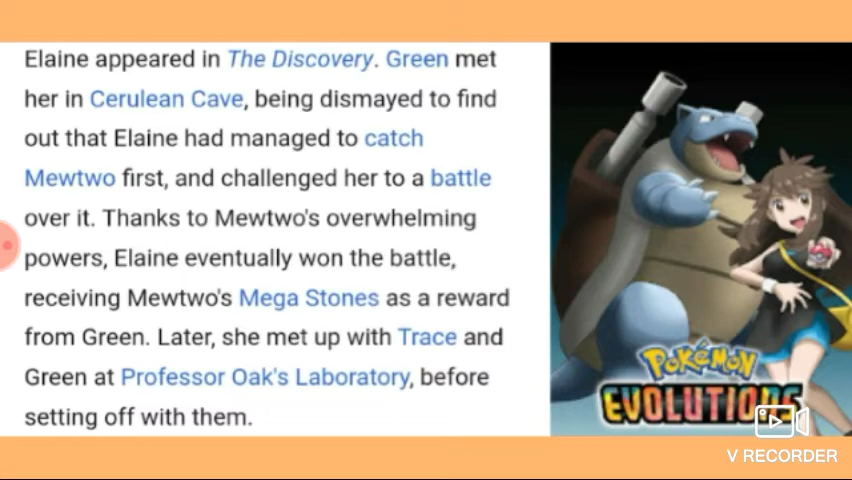 Elaine appeared in The Discovery. Green met
her in Cerulean Cave, being dismayed to find
out that Elaine had managed to catch
Mewtwo first, and challenged her to a battle
over it. Thanks to Mewtwo's overwhelming
powers, Elaine eventually won the battle,
receiving Mewtwo's Mega Stones as a reward
from Green. Later, she met up with Trace and
Green at Professor Oak's Laboratory, before
setting off with them.
POKÉMON
EVOLUTIONS
V RECORDER